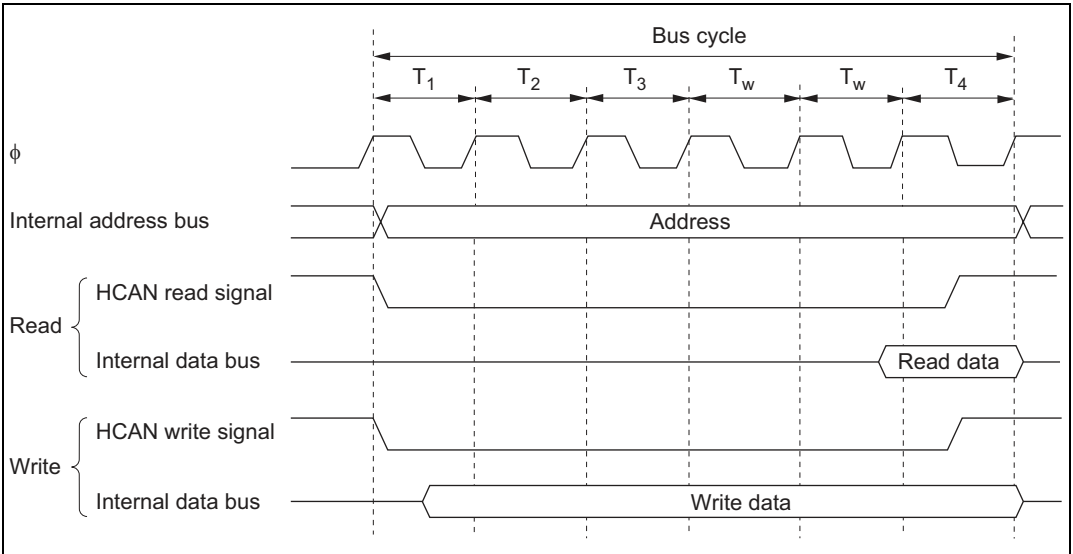 Bus cycle
T1 T2 T3 Tw Tw T4
ϕ
Internal address bus Address
Read
HCAN read signal
Internal data bus Read data
Write
HCAN write signal
Internal data bus Write data